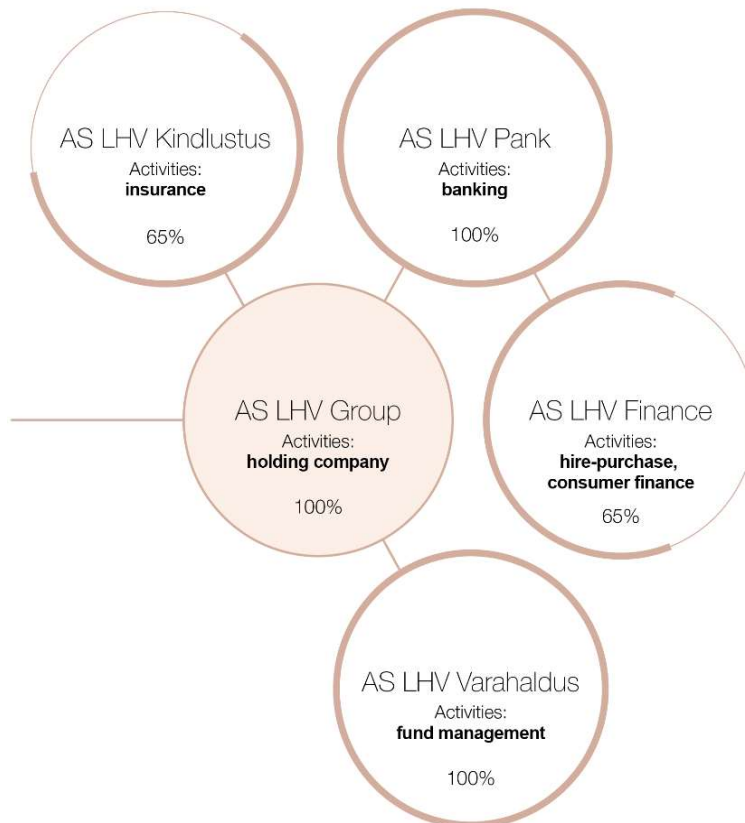 AS LHV Kindlustus
Activities:
insurance
65%
AS LHV Pank
Activities:
banking
100%
AS LHV Group
Activities:
holding company
100%
AS LHV Finance
Activities:
hire-purchase,
consumer finance
65%
AS LHV Varahaldus
Activities:
fund management
100%